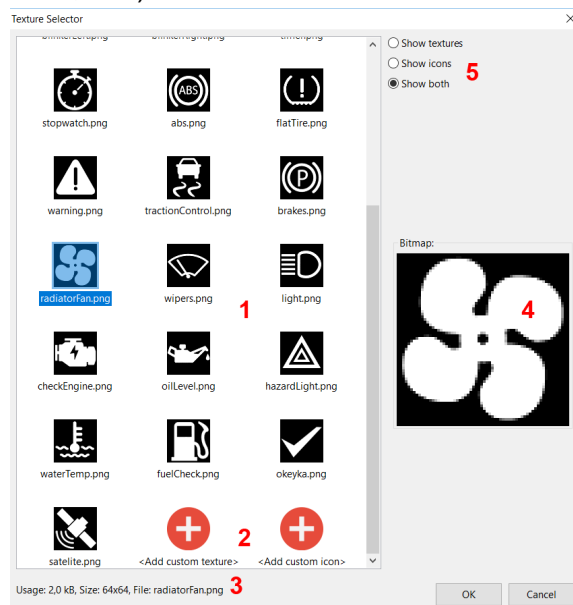 Texture Selector
Show textures
Show icons
5
Show both
stopwatch.png abs.png flatTire.png
ABS
warning.png tractionControl.png brakes.png
P
Bitmap:
radiatorFan.png wipers.png light.png
1
4
checkEngine.png oilLevel.png hazardLight.png
waterTemp.png fuelCheck.png okeyka.png
2
satelite.png <Add custom texture> <Add custom icon>
Usage: 2,0 kB, Size: 64x64, File: radiatorFan.png 3
OK Cancel